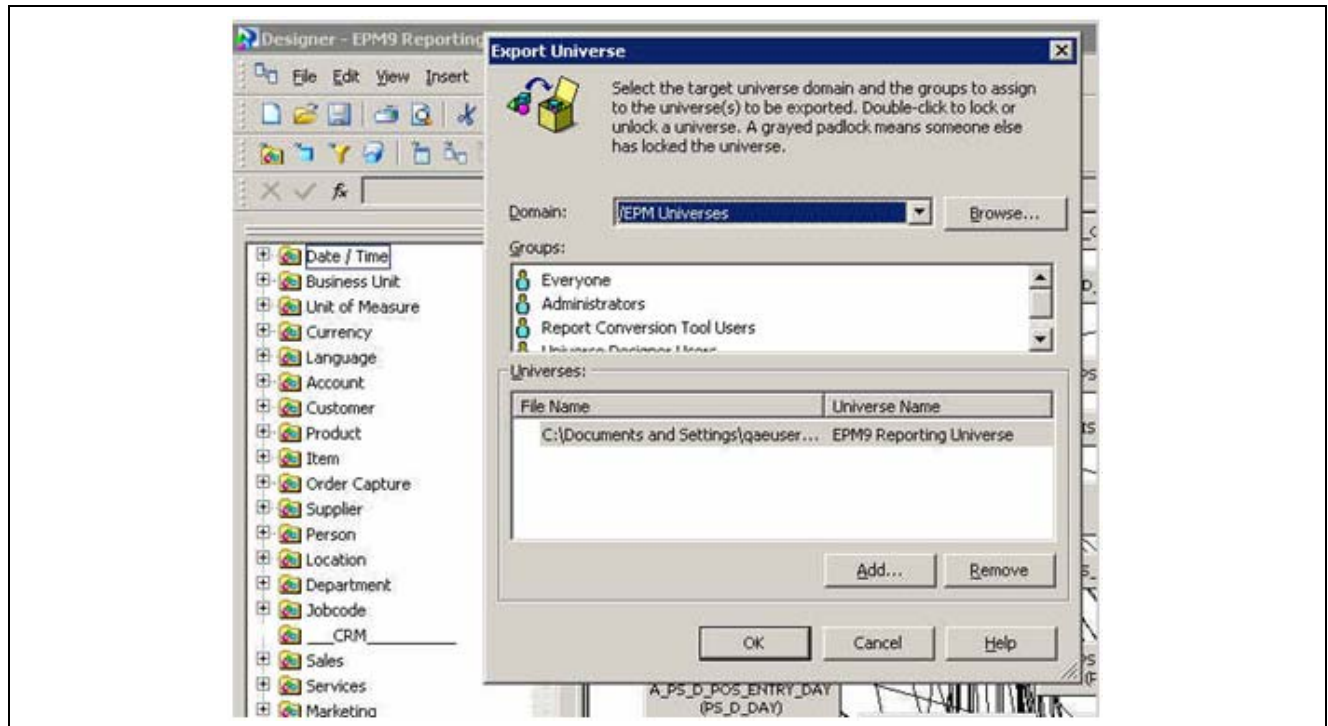 Designer - EPM9 Reporting
File Edit View Insert
Export Universe
Select the target universe domain and the groups to assign
to the universe(s) to be exported. Double-click to lock or
unlock a universe. A grayed padlock means someone else
has locked the universe.
Domain: /EPM Universes Browse...
Groups:
Everyone
Administrators
Report Conversion Tool Users
Universe Designer Users
Universes:
File Name Universe Name
C:\Documents and Settings\qaeuser... EPM9 Reporting Universe
Add... Remove
OK Cancel Help
Date / Time
Business Unit
Unit of Measure
Currency
Language
Account
Customer
Product
Item
Order Capture
Supplier
Person
Location
Department
Jobcode
___CRM__________
Sales
Services
Marketing
A_PS_D_POS_ENTRY_DAY
(PS_D_DAY)